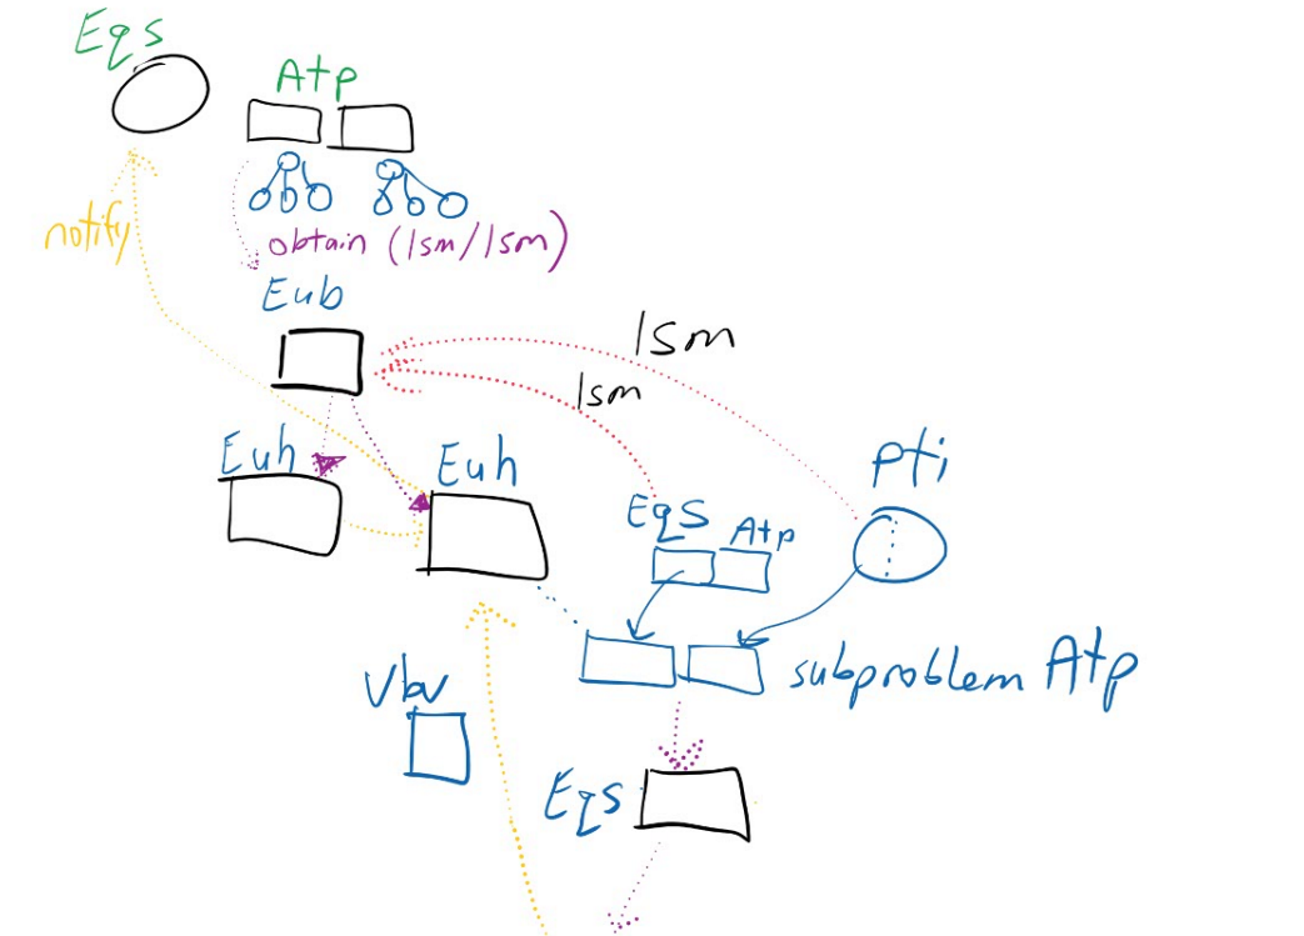 Eqs
Atp
notify
obtain (lsm/lsm)
Eub
lsm
lsm
Euh
Euh
pti
Eqs Atp
subproblem Atp
Vbv
Eqs